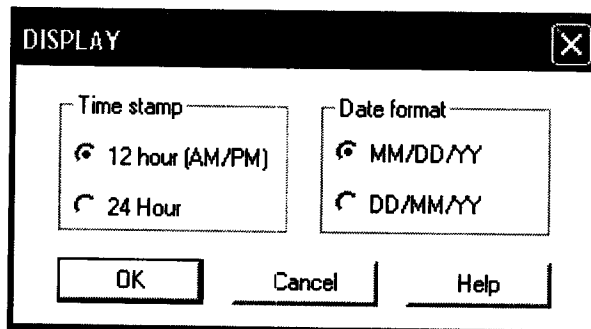 DISPLAY
Time stamp
12 hour (AM/PM)
24 Hour
Date format
MM/DD/YY
DD/MM/YY
OK
Cancel
Help